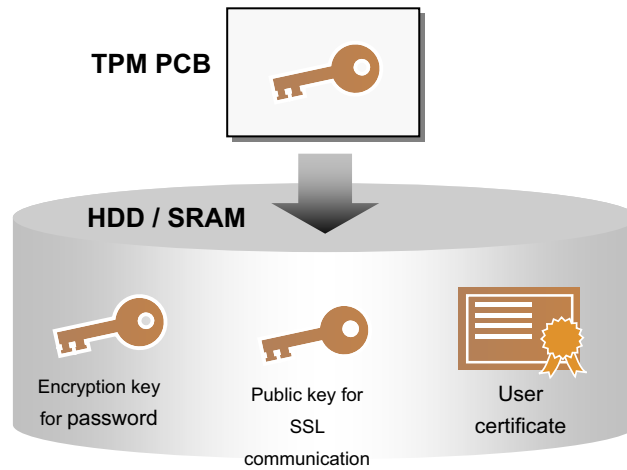 TPM PCB
HDD / SRAM
Encryption key
for password
Public key for
SSL
communication
User
certificate